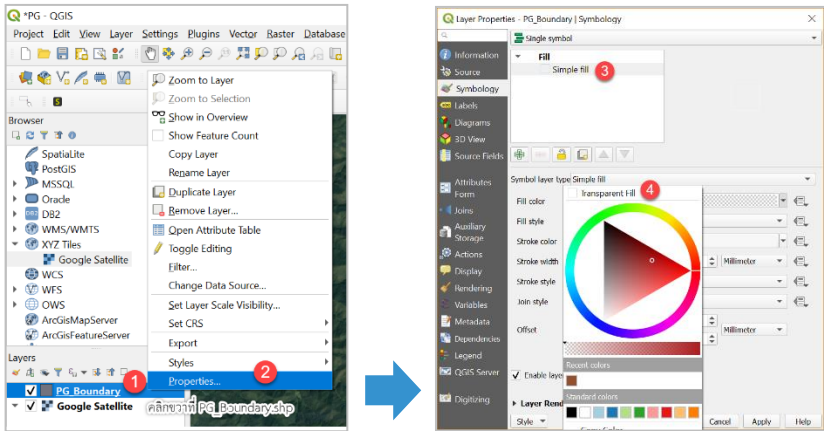 *PG - QGIS
Project Edit View Layer Settings Plugins Vector Raster Database
Zoom to Layer
Zoom to Selection
Show in Overview
Show Feature Count
Copy Layer
Rename Layer
Duplicate Layer
Remove Layer...
Open Attribute Table
Toggle Editing
Filter...
Change Data Source...
Set Layer Scale Visibility...
Set CRS
Export
Styles
Properties...
2
S
Browser
SpatiaLite
PostGIS
MSSQL
Oracle
DB2
DB2
WMS/WMTS
XYZ Tiles
Google Satellite
WCS
WFS
OWS
ArcGisMapServer
ArcGisFeatureServer
Layers
1
PG_Boundary
Google Satellite
คลิกขวาที่ PG_Boundary.shp
Layer Properties - PG_Boundary | Symbology
Single symbol
Information
Source
Symbology
Labels
Diagrams
3D View
Source Fields
Attributes
Form
Joins
Auxiliary
Storage
Actions
Display
Rendering
Variables
Metadata
Dependencies
Legend
QGIS Server
Digitizing
Fill
Simple fill
3
Symbol layer type Simple fill
Transparent Fill
4
Fill color
Fill style
Stroke color
Stroke width
Millimeter
Stroke style
Join style
Offset
Millimeter
Recent colors
Enable laye
Standard colors
Layer Rend
Style
Cancel Apply Help